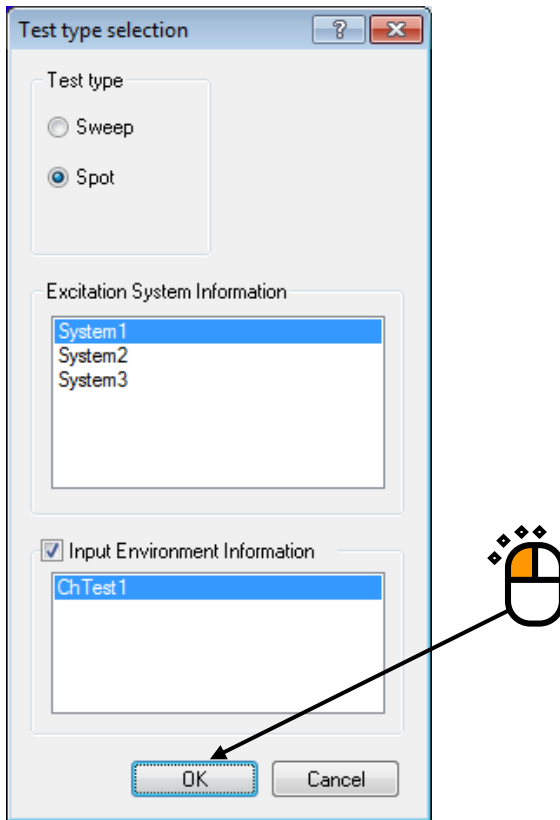 Test type selection
?
Test type
Sweep
Spot
Excitation System Information
System1
System2
System3
Input Environment Information
ChTest1
OK Cancel